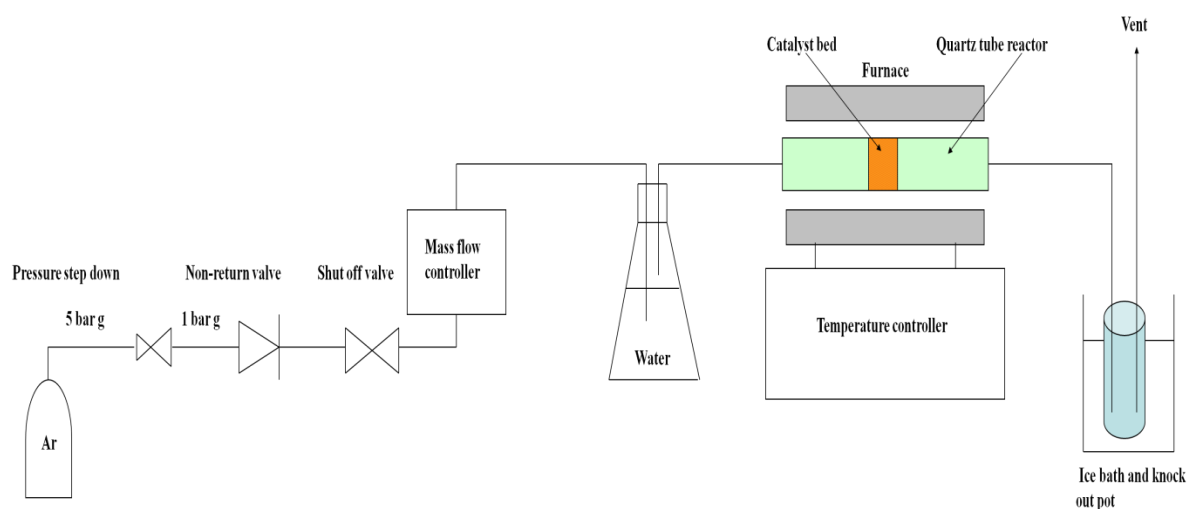 Vent
Catalyst bed
Quartz tube reactor
Furnace
Mass flow
controller
Pressure step down
Non-return valve
Shut off valve
5 bar g
1 bar g
Temperature controller
Water
Ar
Ice bath and knock
out pot